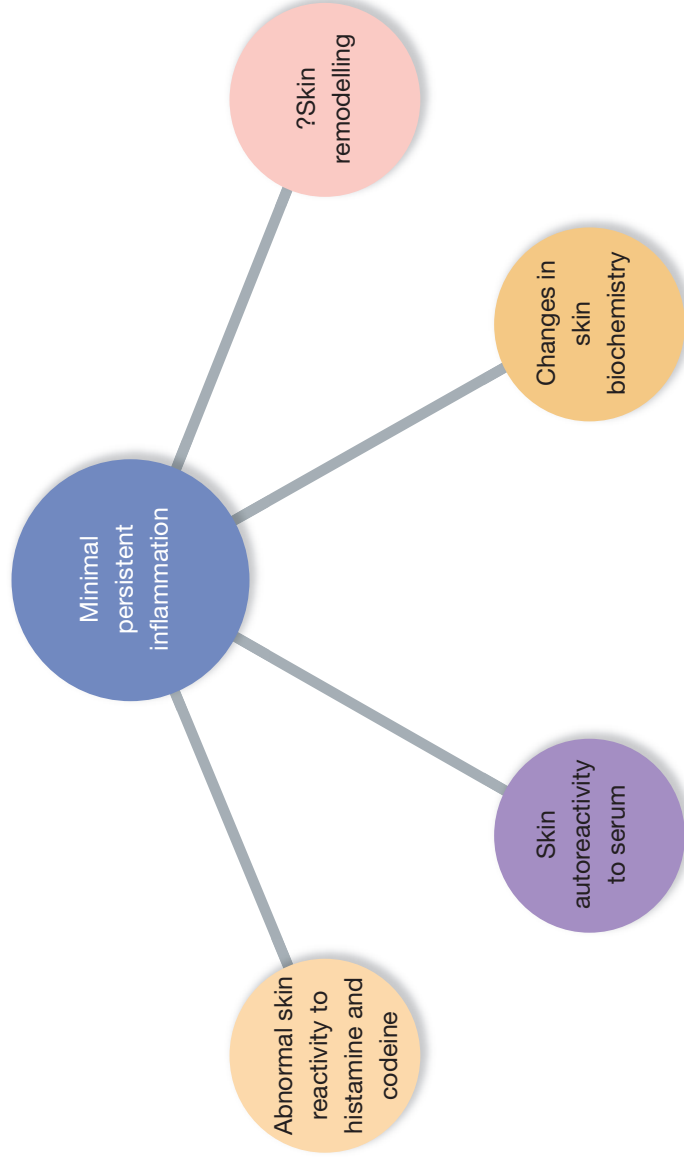 Minimal
persistent
inflammation
Abnormal skin
reactivity to
histamine and
codeine
Skin
autoreactivity
to serum
Changes in
skin
biochemistry
?Skin
remodelling